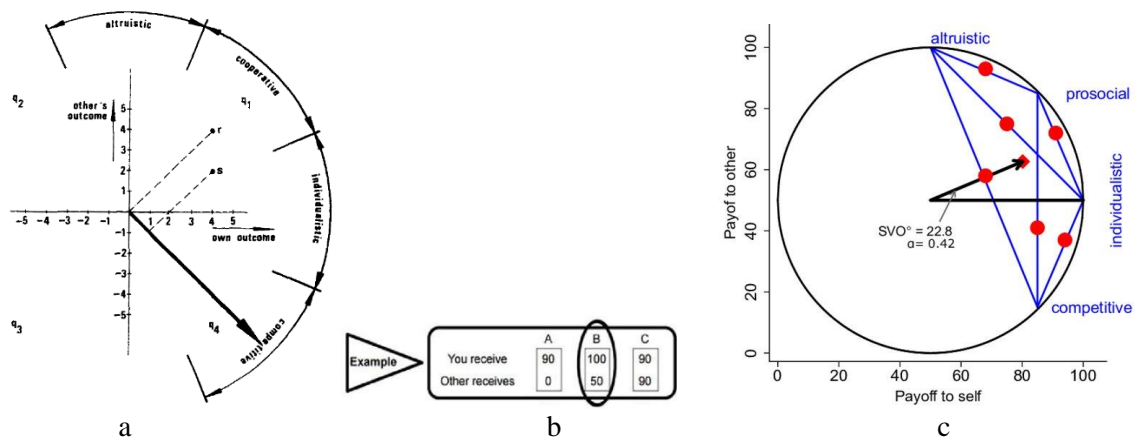 altruistic
cooperative
individualistic
competitive
q2
q1
q3
q4
other's
outcome
5
4
3
2
1
r
s
-5 -4 -3 -2 -1 1 2 3 4 5
own outcome
-1
-2
-3
-4
-5
a
Example
A B C
You receive 90 100 90
Other receives 0 50 90
b
altruistic
prosocial
individualistic
competitive
SVO° = 22.8
α= 0.42
Payof to other
0 20 40 60 80 100
0 20 40 60 80 100
Payoff to self
c